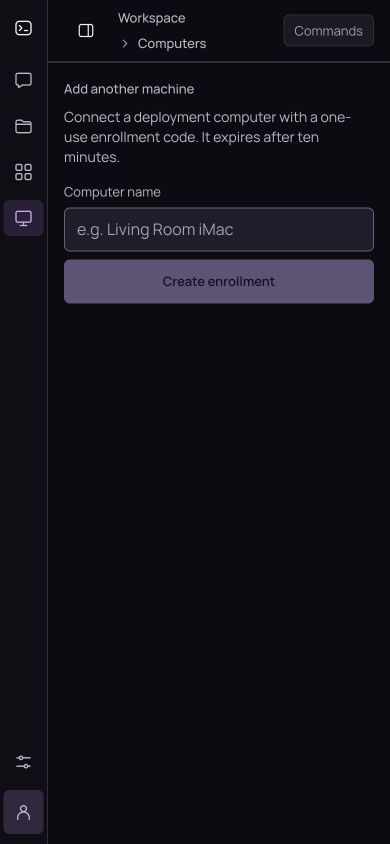 Workspace
Computers
Commands
Add another machine
Connect a deployment computer with a one-
use enrollment code. It expires after ten
minutes.
Computer name
e.g. Living Room iMac
Create enrollment